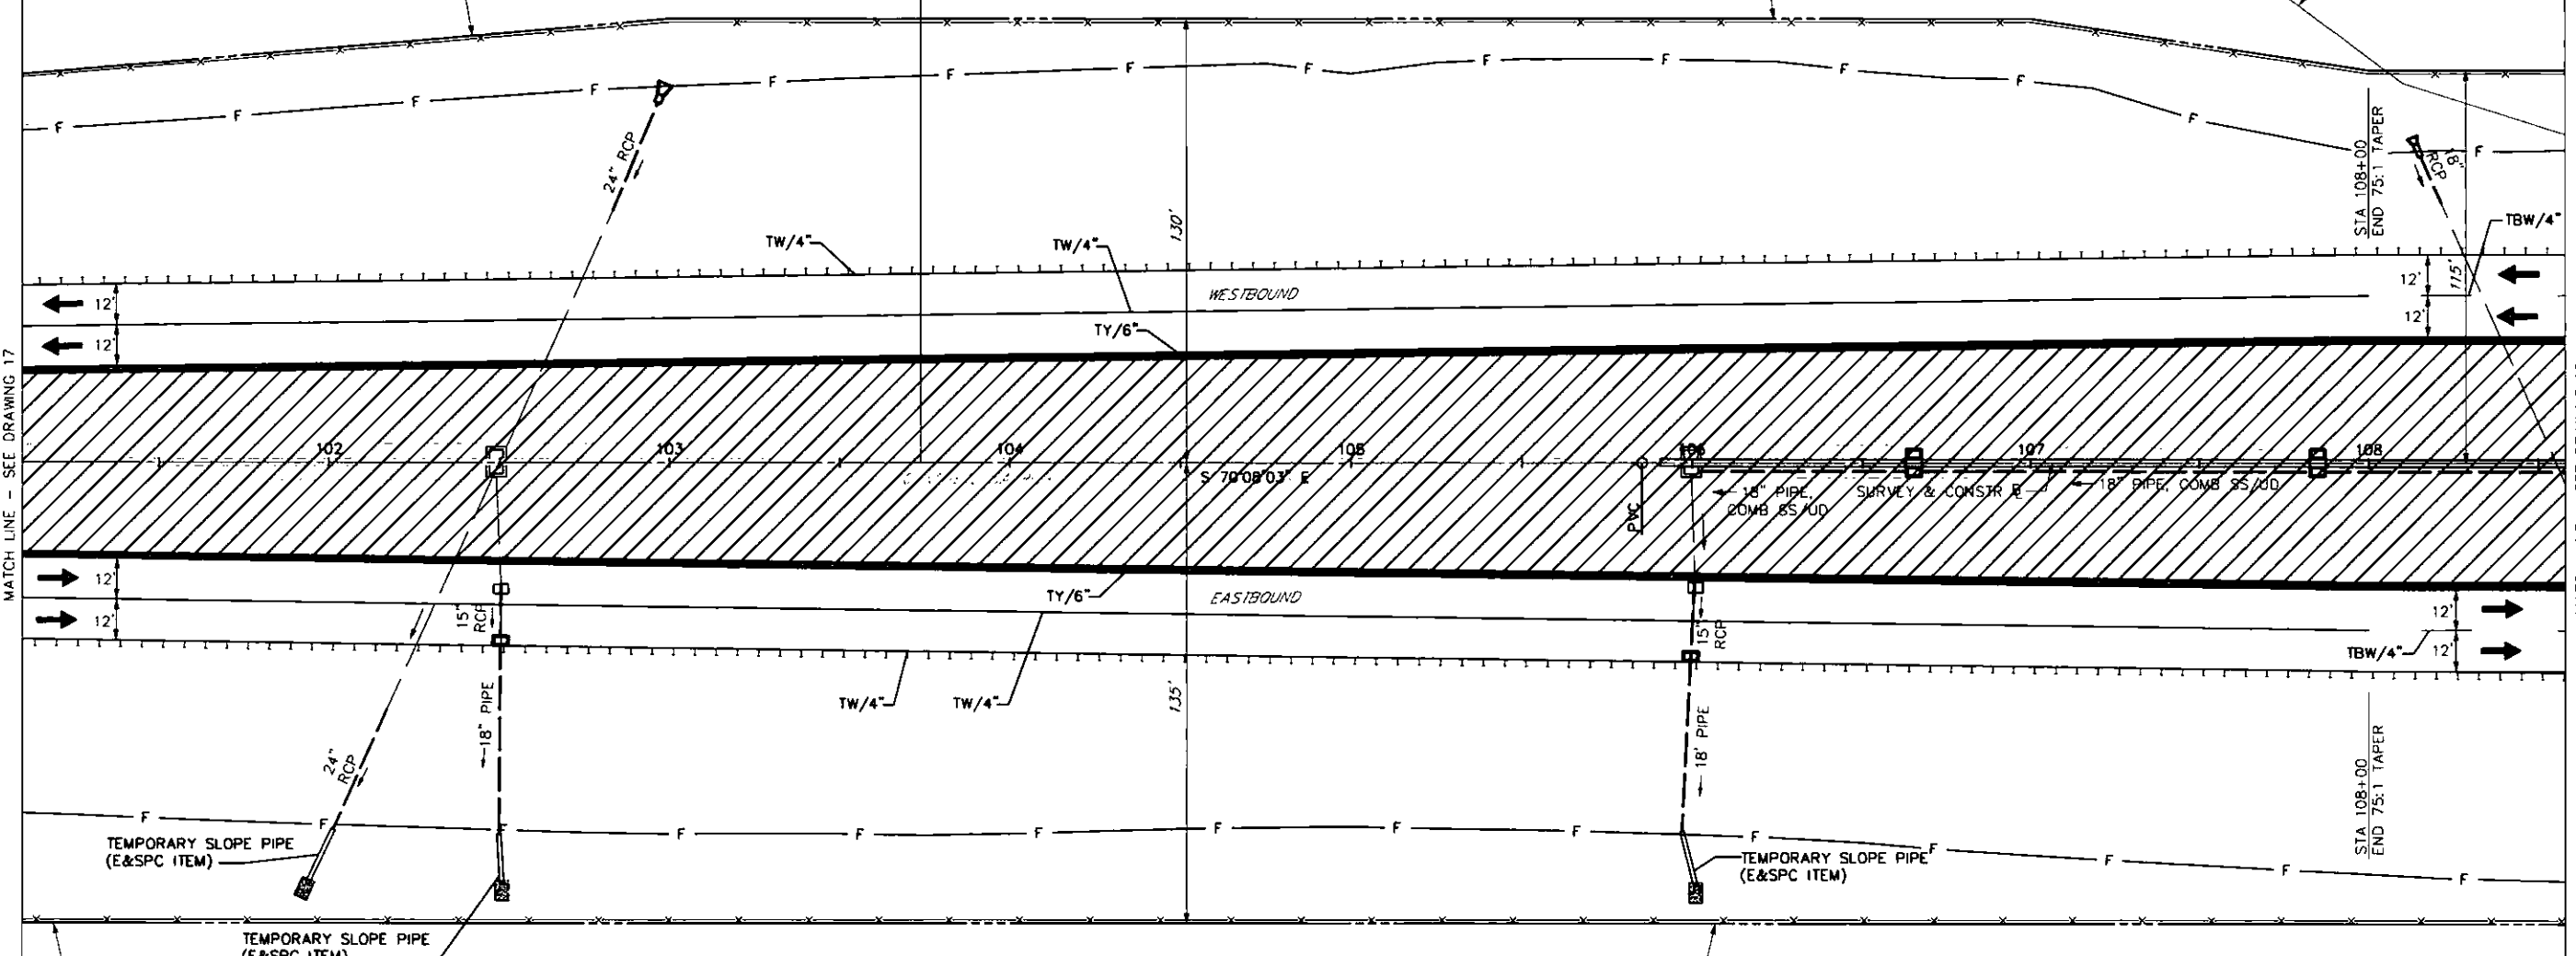 F F F F F F F F F F F F
24" RCP
130'
STA 108+00
END 75:1 TAPER
18"
RCP
F
TBW/4"
TW/4"
TW/4"
12'
12'
WESTBOUND
TY/6"
12'
12'
115'
MATCH LINE - SEE DRAWING 17
102 103 104 105 106 107 108
S 70°08'03" E
PVC
18" PIPE,
COMB SS/UD
SURVEY & CONSTR ℄
18" PIPE, COMB SS/UD
12'
12'
TY/6"
EASTBOUND
15"
RCP
15"
RCP
12'
12'
TBW/4"
TW/4"
TW/4"
135'
18" PIPE
18' PIPE
24"
RCP
STA 108+00
END 75:1 TAPER
F F F F F F F F F F F F F F
TEMPORARY SLOPE PIPE
(E&SPC ITEM)
TEMPORARY SLOPE PIPE
(E&SPC ITEM)
TEMPORARY SLOPE PIPE
(E&SPC ITEM)